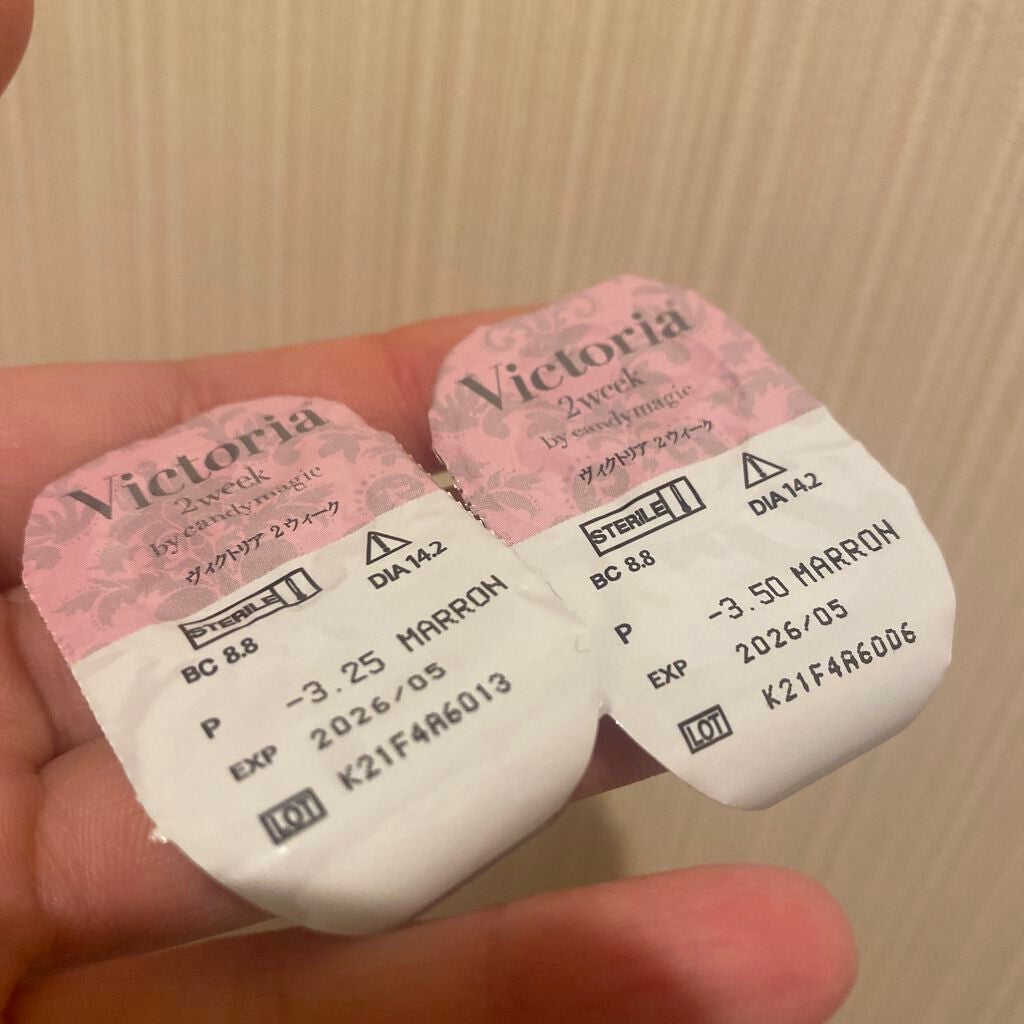 Victoria
2week
by candymagic
ヴィクトリア 2ウィーク
STERILE
BC 8.8
DIA 14.2
P -3.25 MARRON
EXP 2026/05
LOT K21F4A6013
Victoria
2week
by candymagic
ヴィクトリア 2ウィーク
STERILE
BC 8.8
DIA 14.2
P -3.50 MARRON
EXP 2026/05
LOT K21F4A6006